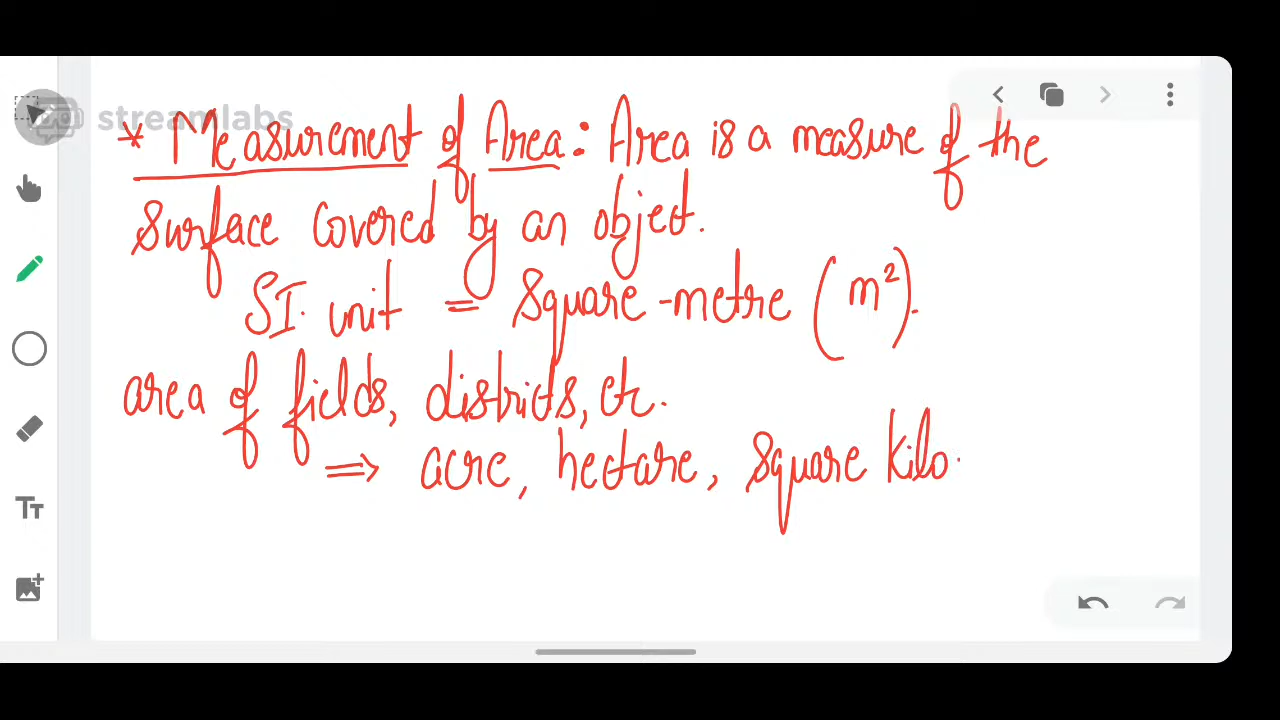 streamlabs
* Measurement of Area: Area is a measure of the
surface covered by an object.
SI. unit = square-metre (m²).
area of fields, districts, etc.
⇒ acre, hectare, square kilo.
Tт